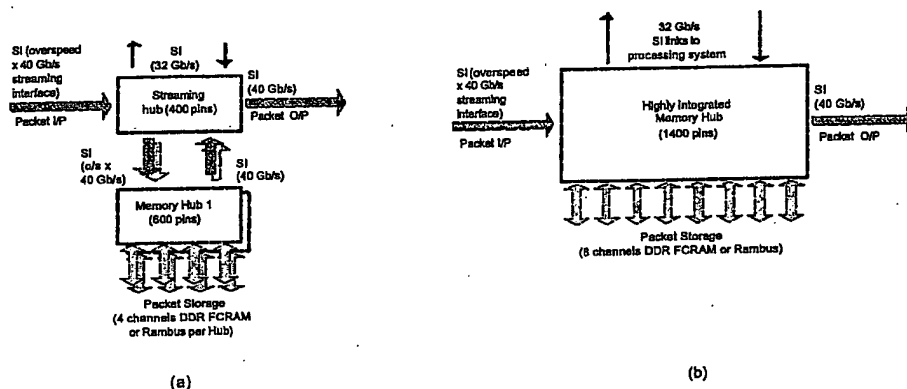 SI (overspeed
x 40 Gb/s
streaming
interface)
Packet I/P
SI
(32 Gb/s)
Streaming
hub (400 pins)
SI
(40 Gb/s)
Packet O/P
SI
(o/s x
40 Gb/s)
SI
(40 Gb/s)
Memory Hub 1
(600 pins)
Packet Storage
(4 channels DDR FCRAM
or Rambus per Hub)
(a)
32 Gb/s
SI links to
processing system
SI (overspeed
x 40 Gb/s
streaming
interface)
Packet I/P
Highly Integrated
Memory Hub
(1400 pins)
SI
(40 Gb/s)
Packet O/P
Packet Storage
(8 channels DDR FCRAM or Rambus)
(b)